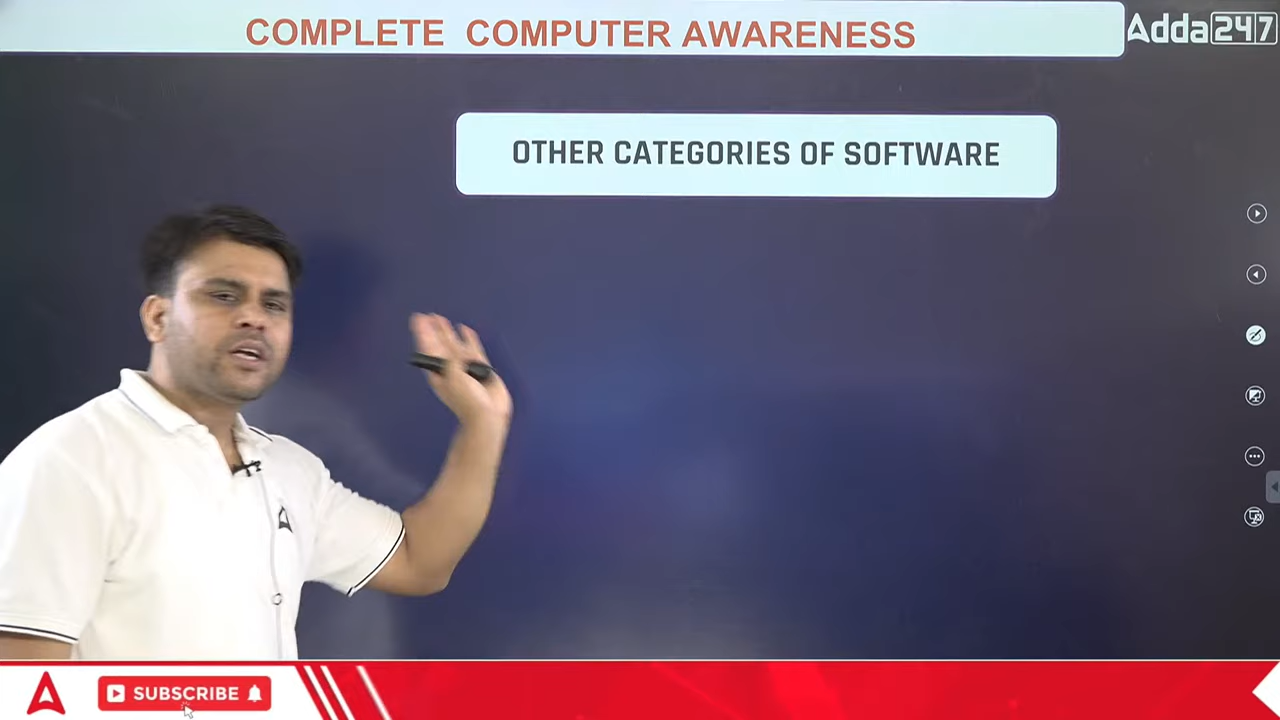 COMPLETE COMPUTER AWARENESS
Adda247
OTHER CATEGORIES OF SOFTWARE
SUBSCRIBE